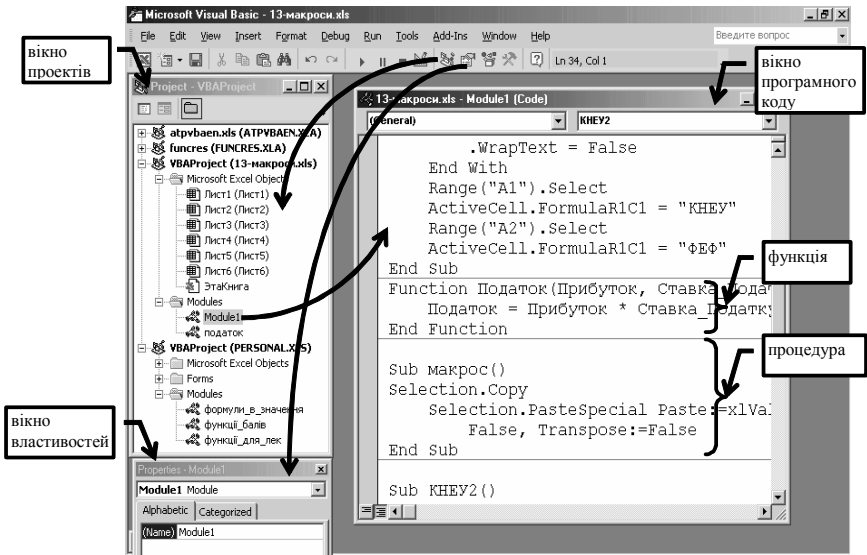 Microsoft Visual Basic - 13-макроси.xls
File Edit View Insert Format Debug Run Tools Add-Ins Window Help
Введите вопрос
Ln 34, Col 1
вікно
проектів
вікно
програмного
коду
Project - VBAProject
atpvbaen.xls (ATPVBAEN.XLA)
funcres (FUNCRES.XLA)
VBAProject (13-макроси.xls)
Microsoft Excel Objects
Лист1 (Лист1)
Лист2 (Лист2)
Лист3 (Лист3)
Лист4 (Лист4)
Лист5 (Лист5)
Лист6 (Лист6)
ЭтаКнига
Modules
Module1
податок
VBAProject (PERSONAL.XLS)
Microsoft Excel Objects
Forms
Modules
формули_в_значення
функції_балів
функції_для_лек
вікно
властивостей
Properties - Module1
Module1 Module
Alphabetic Categorized
(Name) Module1
13-макроси.xls - Module1 (Code)
(General) КНЕУ2
.WrapText = False
End With
Range("A1").Select
ActiveCell.FormulaR1C1 = "КНЕУ"
Range("A2").Select
ActiveCell.FormulaR1C1 = "ФЕФ"
End Sub
Function Податок(Прибуток, Ставка_Подат
Податок = Прибуток * Ставка_Податку
End Function
Sub макрос()
Selection.Copy
Selection.PasteSpecial Paste:=xlVal
False, Transpose:=False
End Sub
Sub КНЕУ2()
функція
процедура